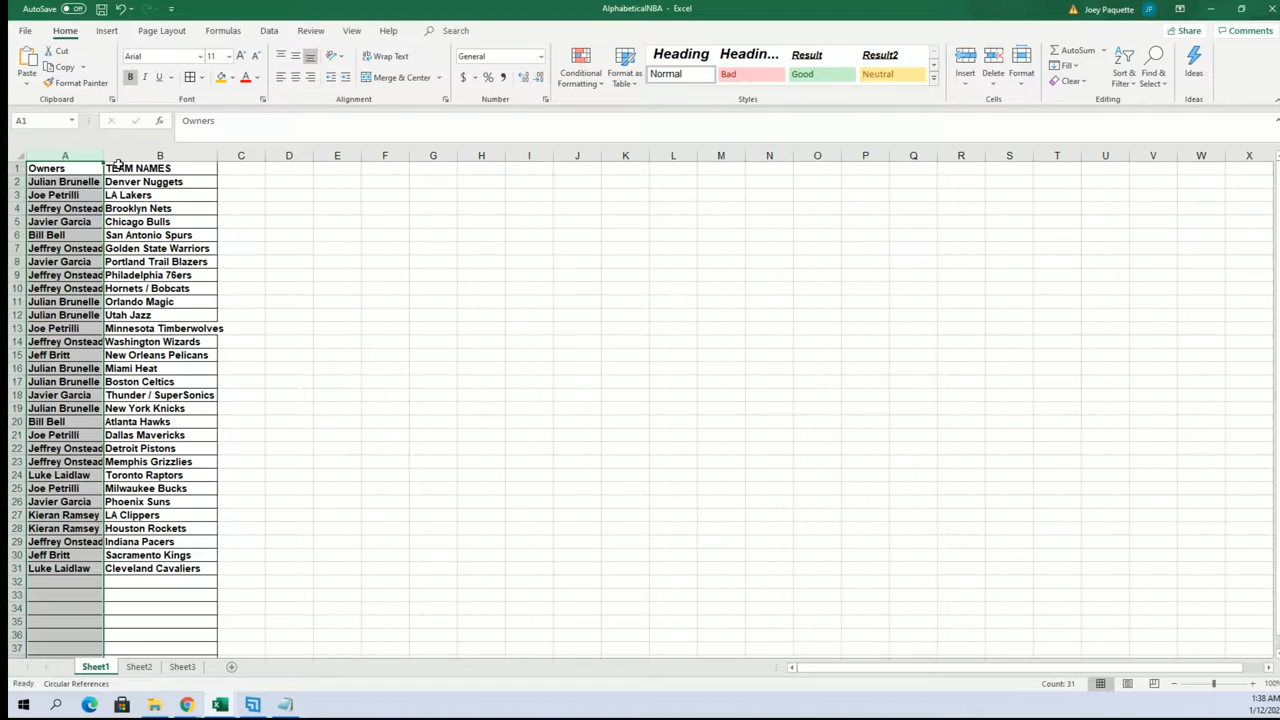 AutoSave Off AlphabeticalNBA - Excel Joey Paquette JP
File Home Insert Page Layout Formulas Data Review View Help Search Share Comments
Cut
Copy
Format Painter
Paste
Clipboard
Arial 11
Font
Wrap Text
Merge & Center
Alignment
General
Number
Conditional Formatting
Format as Table
Heading Headin... Result Result2
Normal Bad Good Neutral
Styles
Insert Delete Format
Cells
AutoSum
Fill
Clear
Sort & Filter
Find & Select
Editing
Ideas
Ideas
A1 fx Owners
A B C D E F G H I J K L M N O P Q R S T U V W X
1 Owners TEAM NAMES
2 Julian Brunelle Denver Nuggets
3 Joe Petrilli LA Lakers
4 Jeffrey Onstead Brooklyn Nets
5 Javier Garcia Chicago Bulls
6 Bill Bell San Antonio Spurs
7 Jeffrey Onstead Golden State Warriors
8 Javier Garcia Portland Trail Blazers
9 Jeffrey Onstead Philadelphia 76ers
10 Jeffrey Onstead Hornets / Bobcats
11 Julian Brunelle Orlando Magic
12 Julian Brunelle Utah Jazz
13 Joe Petrilli Minnesota Timberwolves
14 Jeffrey Onstead Washington Wizards
15 Jeff Britt New Orleans Pelicans
16 Julian Brunelle Miami Heat
17 Julian Brunelle Boston Celtics
18 Javier Garcia Thunder / SuperSonics
19 Julian Brunelle New York Knicks
20 Bill Bell Atlanta Hawks
21 Joe Petrilli Dallas Mavericks
22 Jeffrey Onstead Detroit Pistons
23 Jeffrey Onstead Memphis Grizzlies
24 Luke Laidlaw Toronto Raptors
25 Joe Petrilli Milwaukee Bucks
26 Javier Garcia Phoenix Suns
27 Kieran Ramsey LA Clippers
28 Kieran Ramsey Houston Rockets
29 Jeffrey Onstead Indiana Pacers
30 Jeff Britt Sacramento Kings
31 Luke Laidlaw Cleveland Cavaliers
32
33
34
35
36
37
Sheet1 Sheet2 Sheet3
Ready Circular References Count: 31 100%
1:38 AM
1/12/202